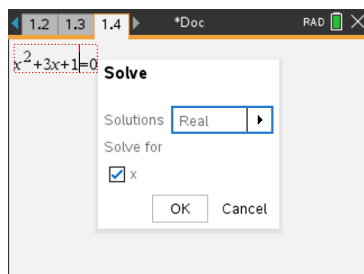 1.2 1.3 1.4 *Doc RAD
x²+3x+1=0
Solve
Solutions Real
Solve for
x
OK Cancel